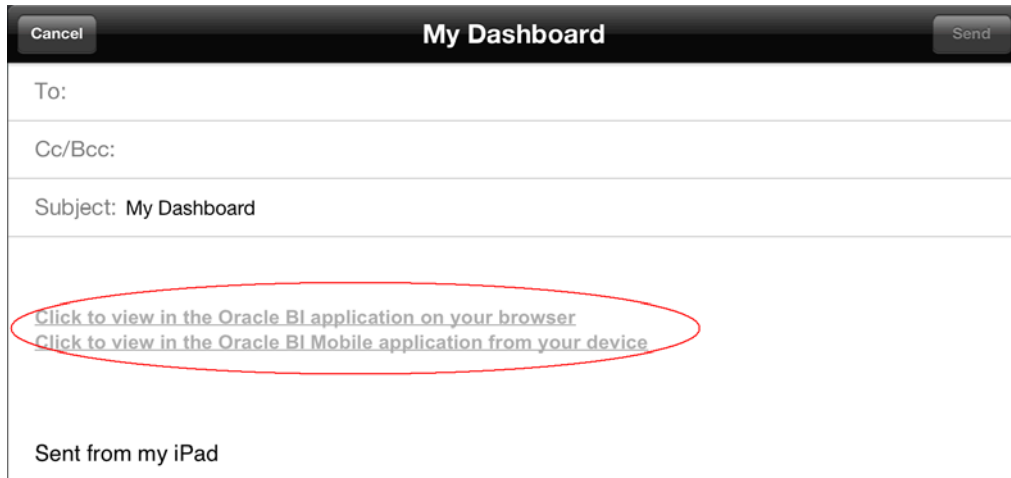 Cancel My Dashboard Send
To:
Cc/Bcc:
Subject: My Dashboard
Click to view in the Oracle BI application on your browser
Click to view in the Oracle BI Mobile application from your device
Sent from my iPad